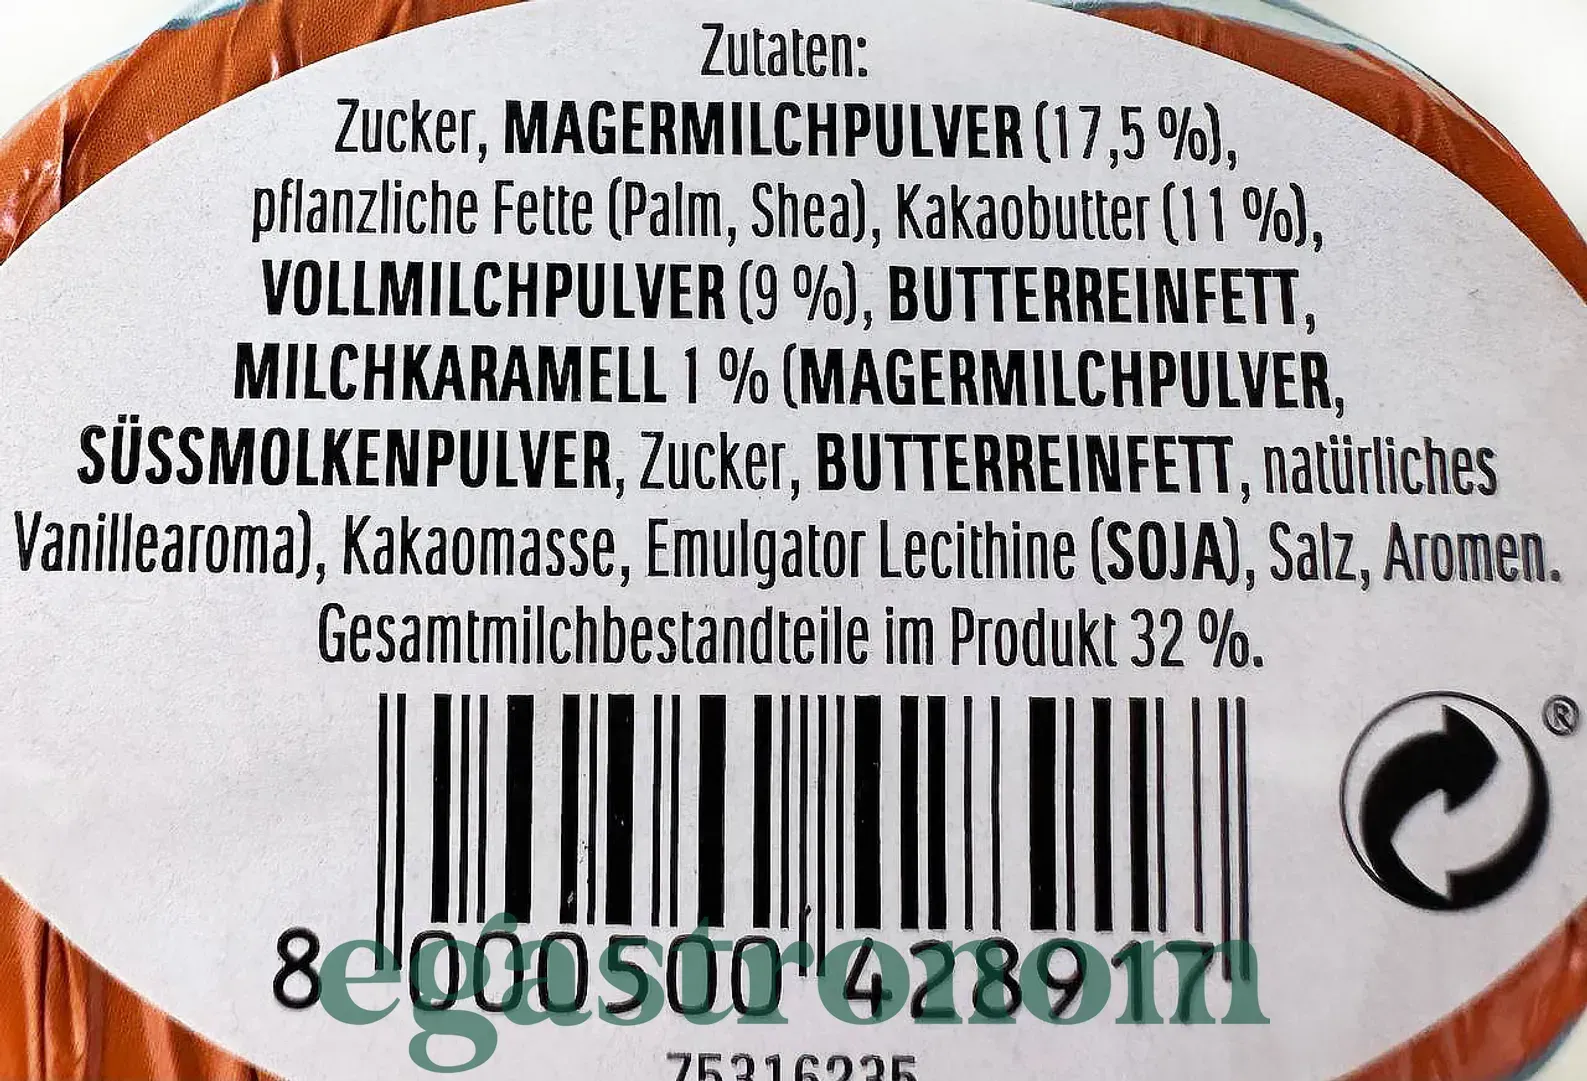 Zutaten:
Zucker, MAGERMILCHPULVER (17,5 %),
pflanzliche Fette (Palm, Shea), Kakaobutter (11 %),
VOLLMILCHPULVER (9 %), BUTTERREINFETT,
MILCHKARAMELL 1 % (MAGERMILCHPULVER,
SÜSSMOLKENPULVER, Zucker, BUTTERREINFETT, natürliches
Vanillearoma), Kakaomasse, Emulgator Lecithine (SOJA), Salz, Aromen.
Gesamtmilchbestandteile im Produkt 32 %.
®
8 000500 428917
egastronom
75316235